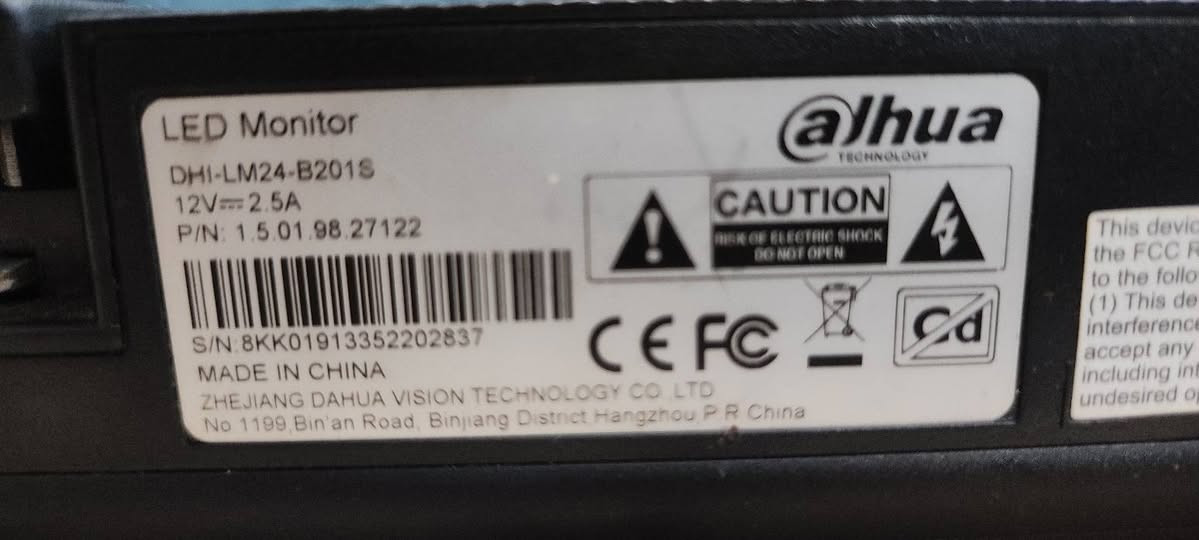 LED Monitor
DHI-LM24-B201S
12V⎓2.5A
P/N: 1.5.01.98.27122
S/N:8KK01913352202837
MADE IN CHINA
ZHEJIANG DAHUA VISION TECHNOLOGY CO LTD
No 1199,Bin'an Road, Binjiang District Hangzhou P R China
alhua
TECHNOLOGY
CAUTION
RISK OF ELECTRIC SHOCK
DO NOT OPEN
CE FC
Cd
This devic
the FCC R
to the follo
(1) This de
interference
accept any
including int
undesired op